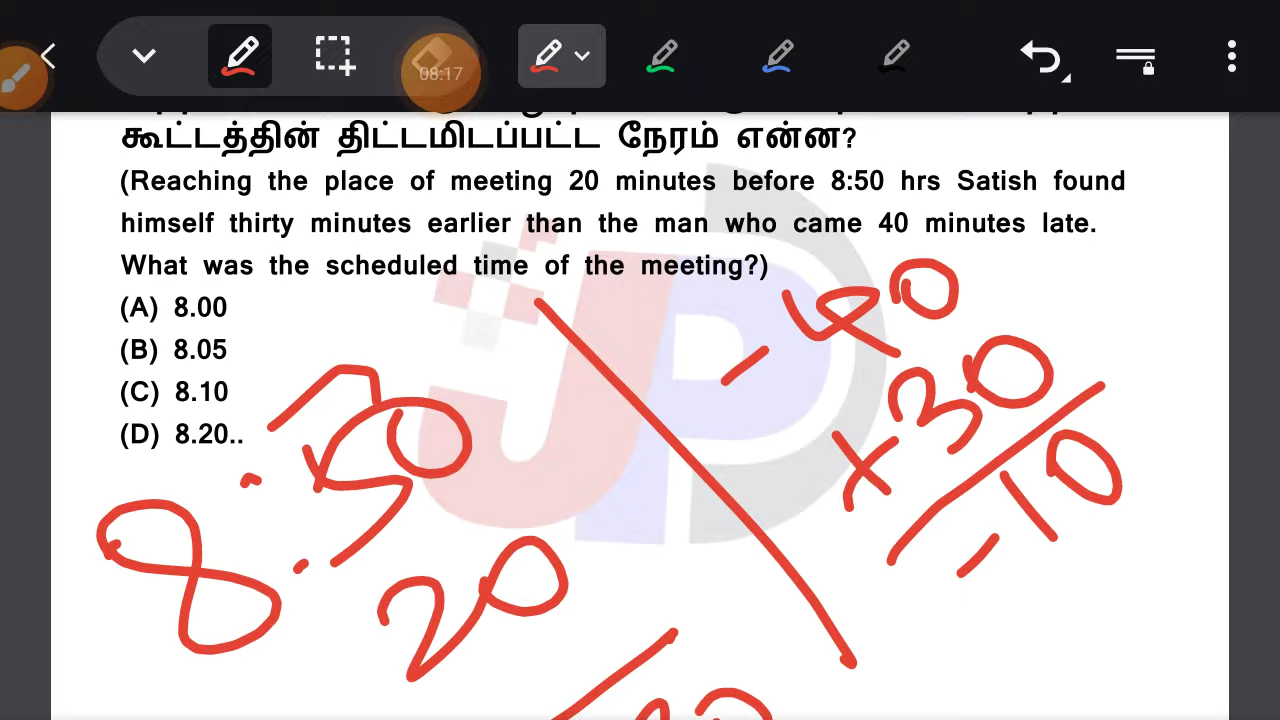 08:17
கூட்டத்தின் திட்டமிடப்பட்ட நேரம் என்ன?
(Reaching the place of meeting 20 minutes before 8:50 hrs Satish found
himself thirty minutes earlier than the man who came 40 minutes late.
What was the scheduled time of the meeting?)
(A) 8.00
(B) 8.05
(C) 8.10
(D) 8.20..
- 40
+ 30
- 10
8:50
20